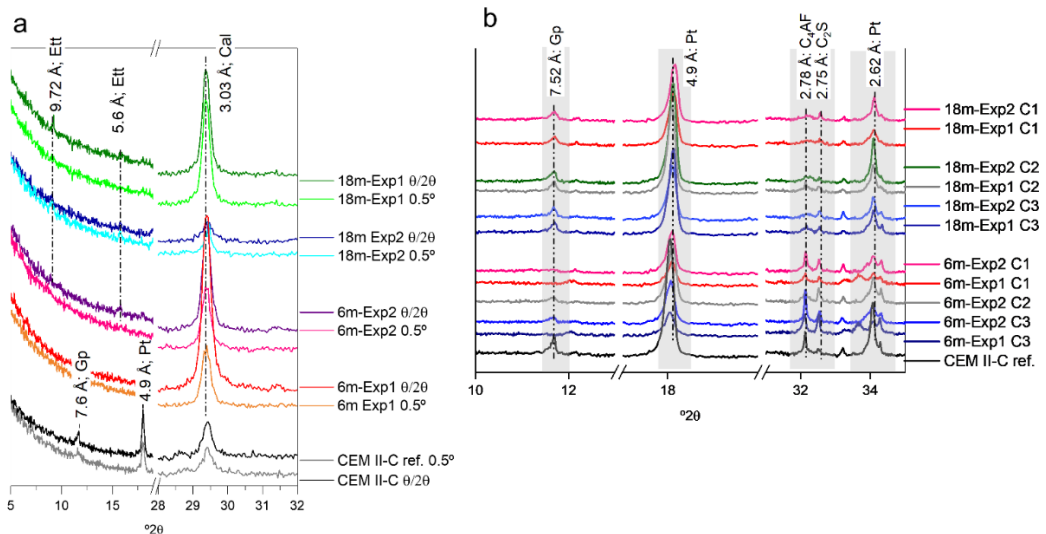 a
9.72 Å; Ett
5.6 Å; Ett
3.03 Å; Cal
7.6 Å; Gp
4.9 Å; Pt
18m-Exp1 θ/2θ
18m-Exp1 0.5º
18m Exp2 θ/2θ
18m-Exp2 0.5º
6m-Exp2 θ/2θ
6m-Exp2 0.5º
6m-Exp1 θ/2θ
6m Exp1 0.5º
CEM II-C ref. 0.5º
CEM II-C θ/2θ
5 10 15 28 29 30 31 32
º2θ
b
7.52 Å: Gp
4.9 Å: Pt
2.78 Å: C₄AF
2.75 Å: C₂S
2.62 Å: Pt
18m-Exp2 C1
18m-Exp1 C1
18m-Exp2 C2
18m-Exp1 C2
18m-Exp2 C3
18m-Exp1 C3
6m-Exp2 C1
6m-Exp1 C1
6m-Exp2 C2
6m-Exp2 C3
6m-Exp1 C3
CEM II-C ref.
10 12 18 32 34
º2θ